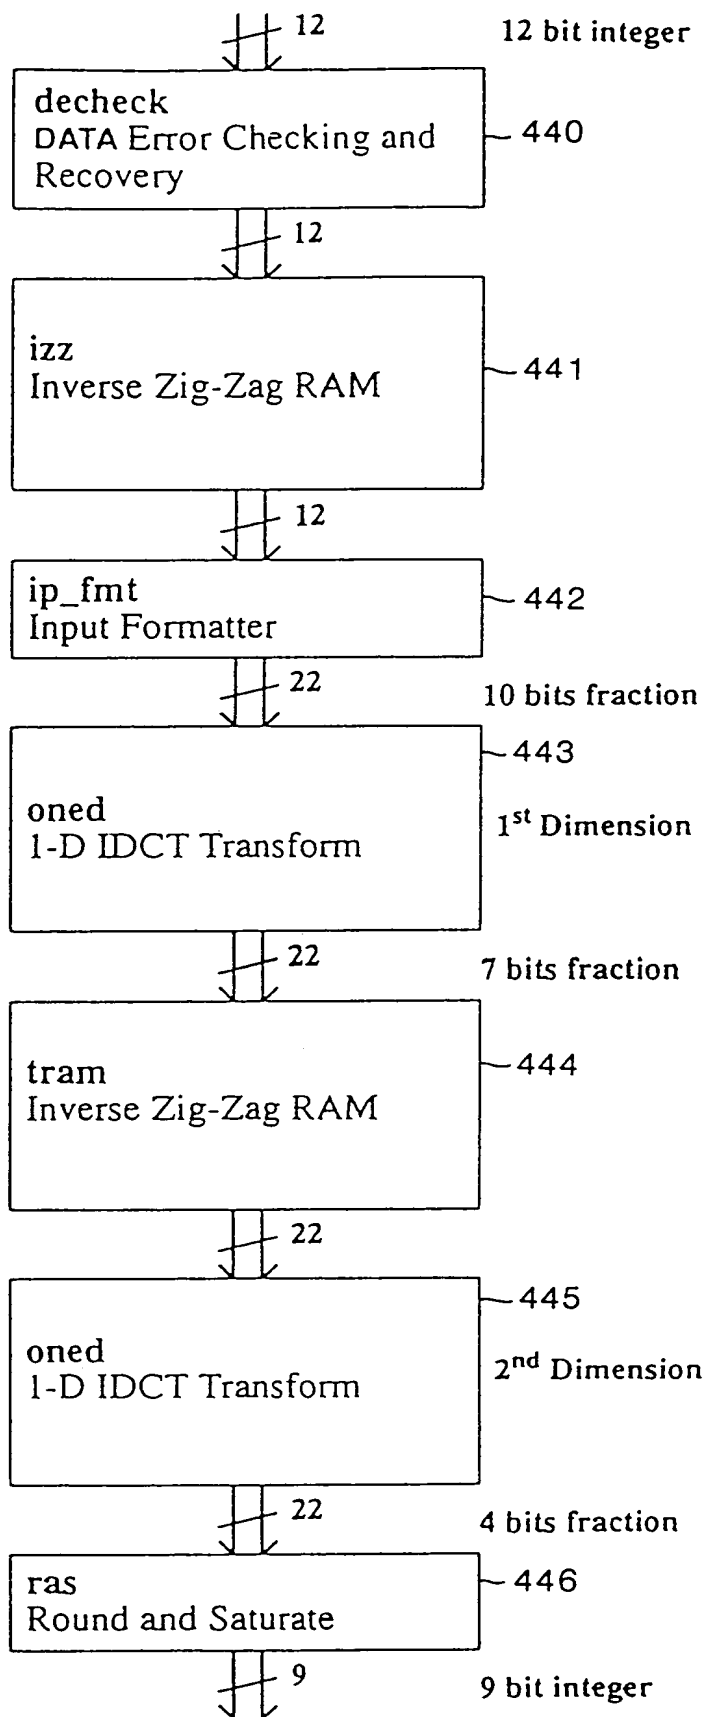 12
12 bit integer
decheck
DATA Error Checking and
Recovery
440
12
izz
Inverse Zig-Zag RAM
441
12
ip_fmt
Input Formatter
442
22
10 bits fraction
443
oned
1-D IDCT Transform
1st Dimension
22
7 bits fraction
tram
Inverse Zig-Zag RAM
444
22
445
oned
1-D IDCT Transform
2nd Dimension
22
4 bits fraction
ras
Round and Saturate
446
9
9 bit integer